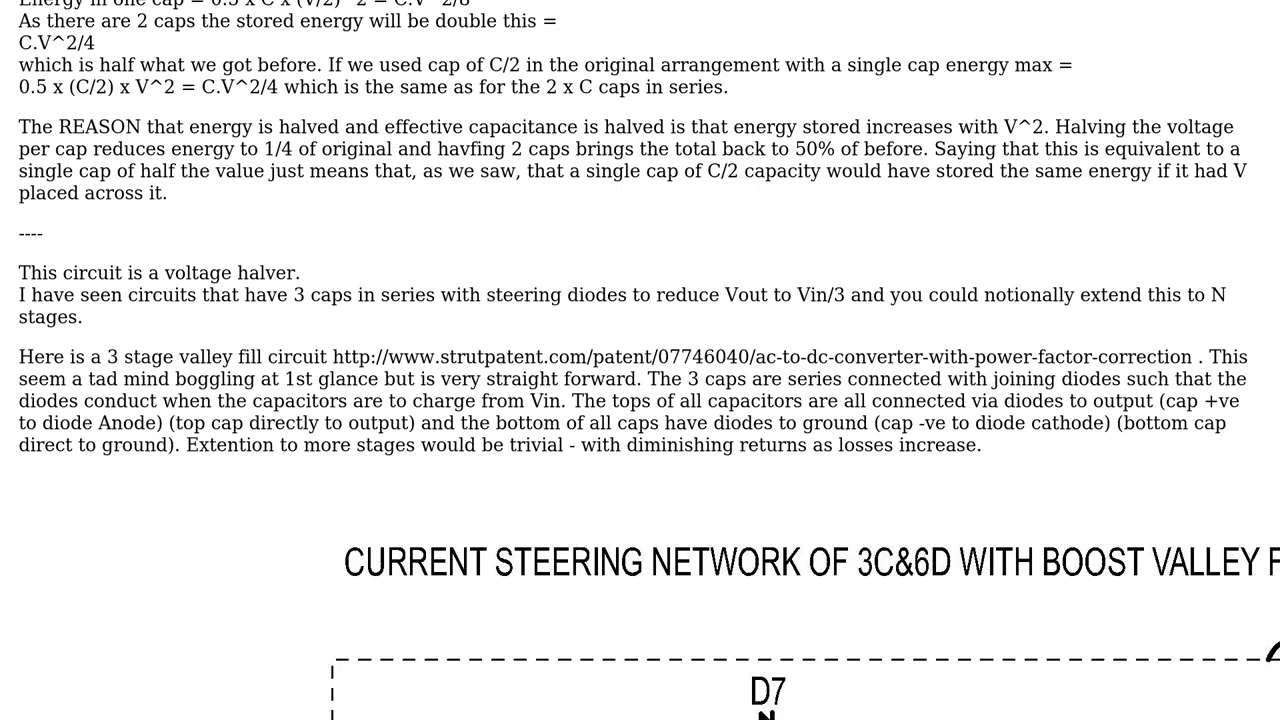 Energy in one cap = 0.5 x C x (V/2)^2 = C.V^2/8
As there are 2 caps the stored energy will be double this =
C.V^2/4
which is half what we got before. If we used cap of C/2 in the original arrangement with a single cap energy max =
0.5 x (C/2) x V^2 = C.V^2/4 which is the same as for the 2 x C caps in series.
The REASON that energy is halved and effective capacitance is halved is that energy stored increases with V^2. Halving the voltage
per cap reduces energy to 1/4 of original and havfing 2 caps brings the total back to 50% of before. Saying that this is equivalent to a
single cap of half the value just means that, as we saw, that a single cap of C/2 capacity would have stored the same energy if it had V
placed across it.
----
This circuit is a voltage halver.
I have seen circuits that have 3 caps in series with steering diodes to reduce Vout to Vin/3 and you could notionally extend this to N
stages.
Here is a 3 stage valley fill circuit http://www.strutpatent.com/patent/07746040/ac-to-dc-converter-with-power-factor-correction . This
seem a tad mind boggling at 1st glance but is very straight forward. The 3 caps are series connected with joining diodes such that the
diodes conduct when the capacitors are to charge from Vin. The tops of all capacitors are all connected via diodes to output (cap +ve
to diode Anode) (top cap directly to output) and the bottom of all caps have diodes to ground (cap -ve to diode cathode) (bottom cap
direct to ground). Extention to more stages would be trivial - with diminishing returns as losses increase.
CURRENT STEERING NETWORK OF 3C&6D WITH BOOST VALLEY
D7